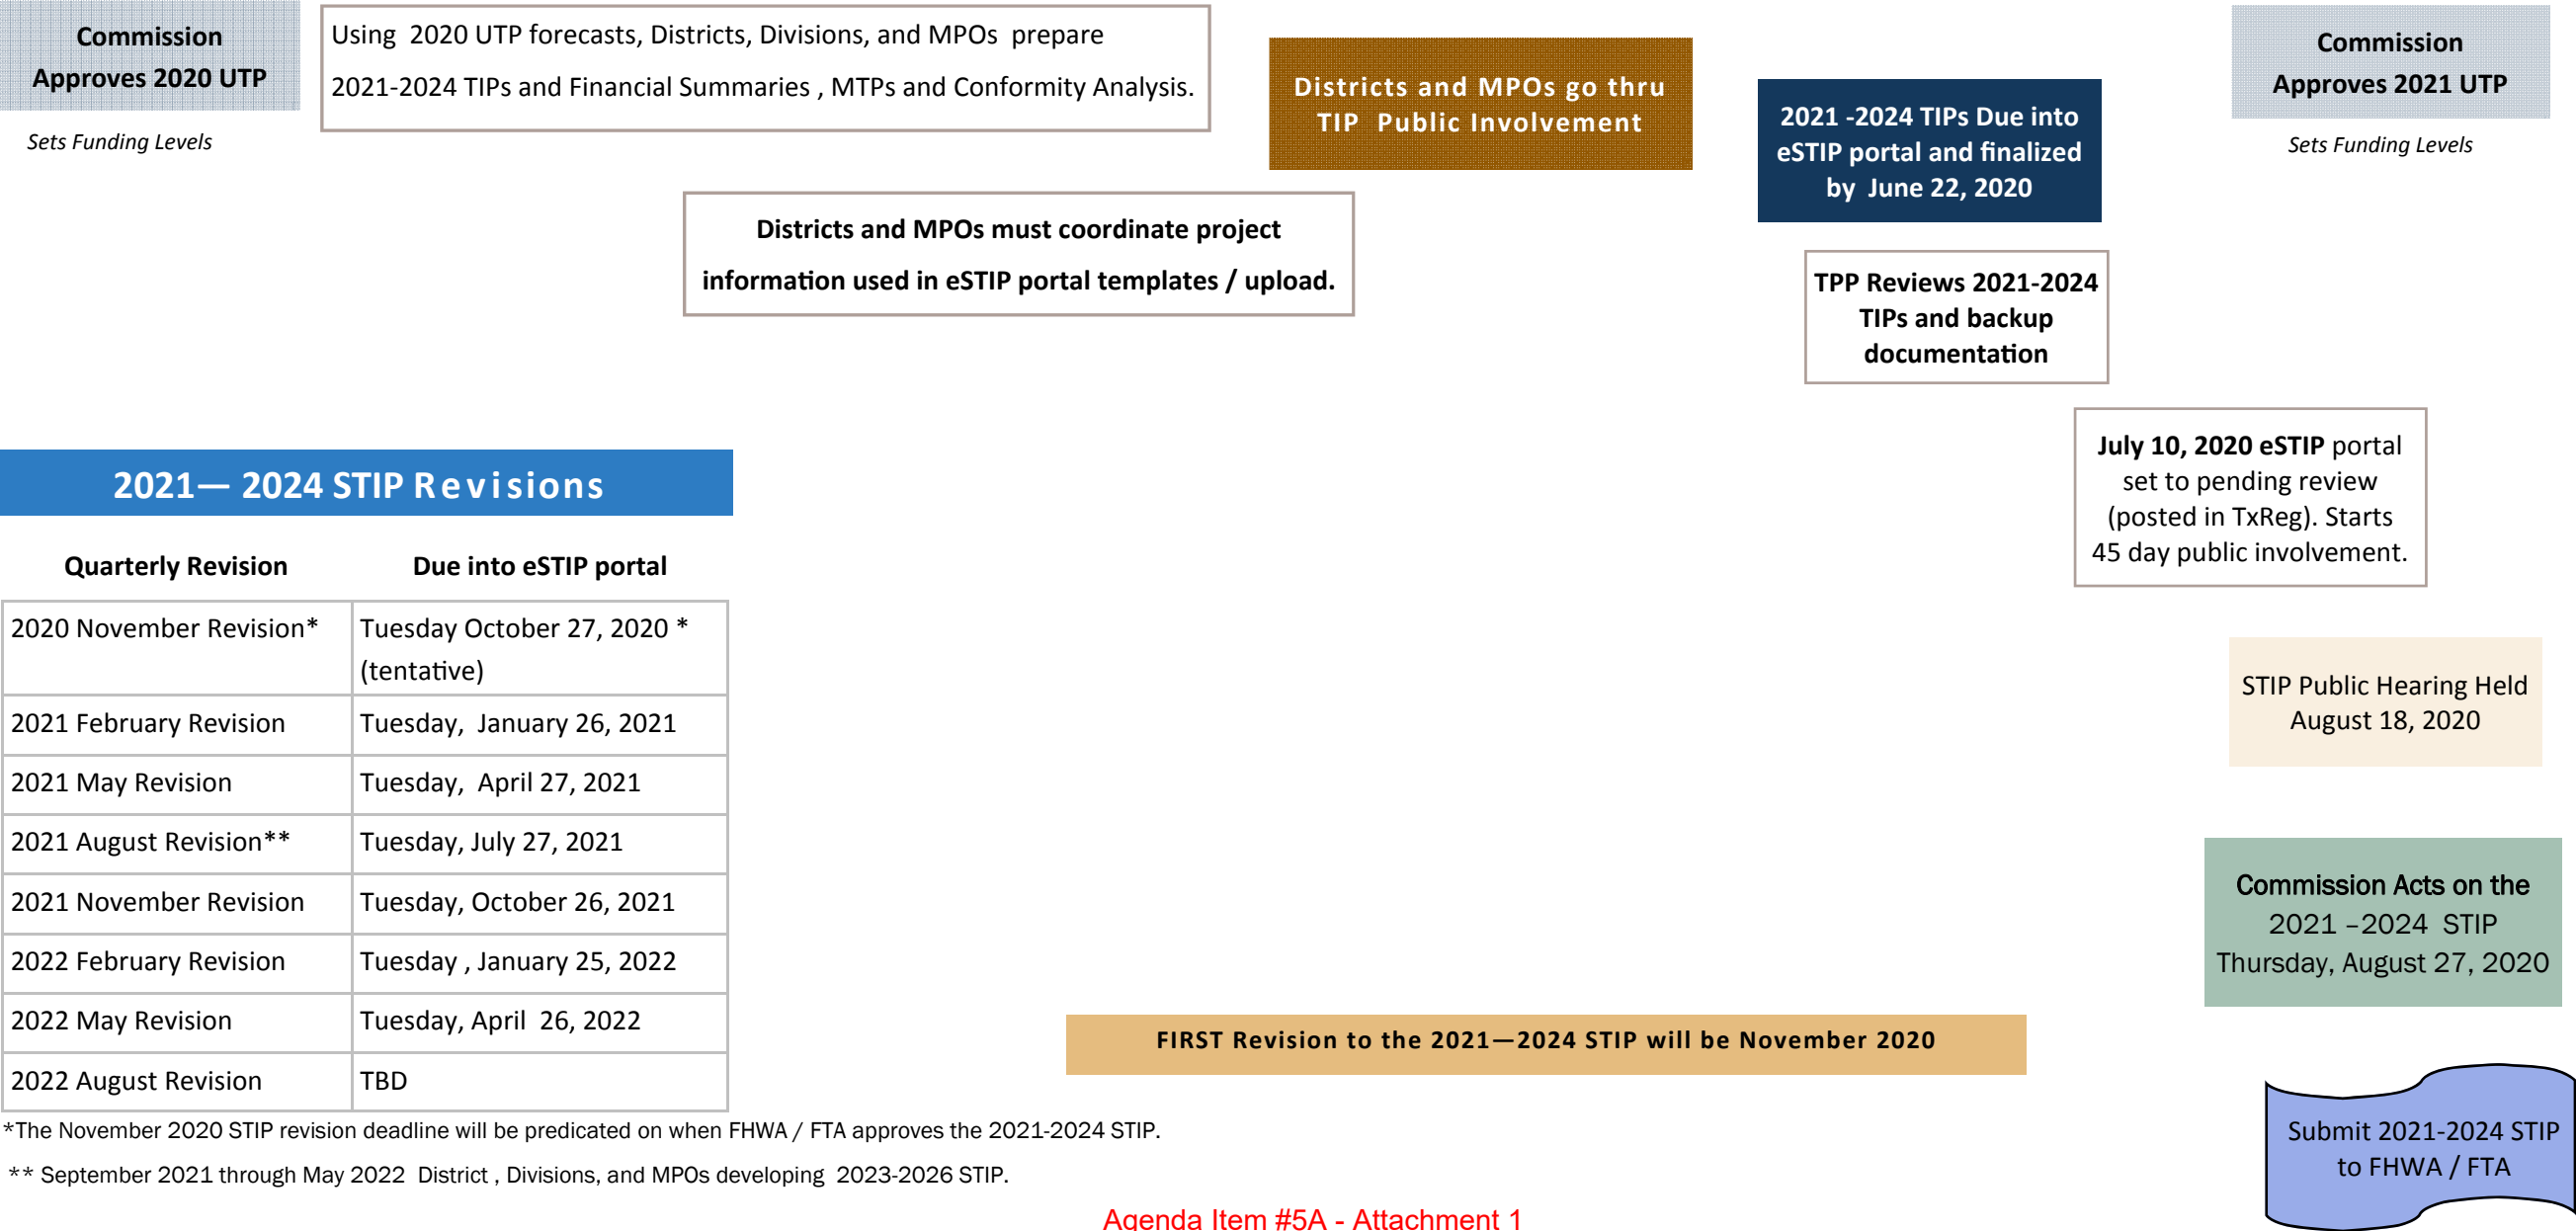 Commission
Approves 2020 UTP
Sets Funding Levels
Using 2020 UTP forecasts, Districts, Divisions, and MPOs prepare
2021-2024 TIPs and Financial Summaries , MTPs and Conformity Analysis.
Districts and MPOs go thru
TIP Public Involvement
2021 -2024 TIPs Due into
eSTIP portal and finalized
by June 22, 2020
Commission
Approves 2021 UTP
Sets Funding Levels
Districts and MPOs must coordinate project
information used in eSTIP portal templates / upload.
TPP Reviews 2021-2024
TIPs and backup
documentation
July 10, 2020 eSTIP portal
set to pending review
(posted in TxReg). Starts
45 day public involvement.
STIP Public Hearing Held
August 18, 2020
Commission Acts on the
2021 –2024 STIP
Thursday, August 27, 2020
Submit 2021-2024 STIP
to FHWA / FTA
FIRST Revision to the 2021—2024 STIP will be November 2020
2021— 2024 STIP Revisions
Quarterly Revision Due into eSTIP portal
2020 November Revision* Tuesday October 27, 2020 *
(tentative)
2021 February Revision Tuesday, January 26, 2021
2021 May Revision Tuesday, April 27, 2021
2021 August Revision** Tuesday, July 27, 2021
2021 November Revision Tuesday, October 26, 2021
2022 February Revision Tuesday , January 25, 2022
2022 May Revision Tuesday, April 26, 2022
2022 August Revision TBD
*The November 2020 STIP revision deadline will be predicated on when FHWA / FTA approves the 2021-2024 STIP.
** September 2021 through May 2022 District , Divisions, and MPOs developing 2023-2026 STIP.
Agenda Item #5A - Attachment 1